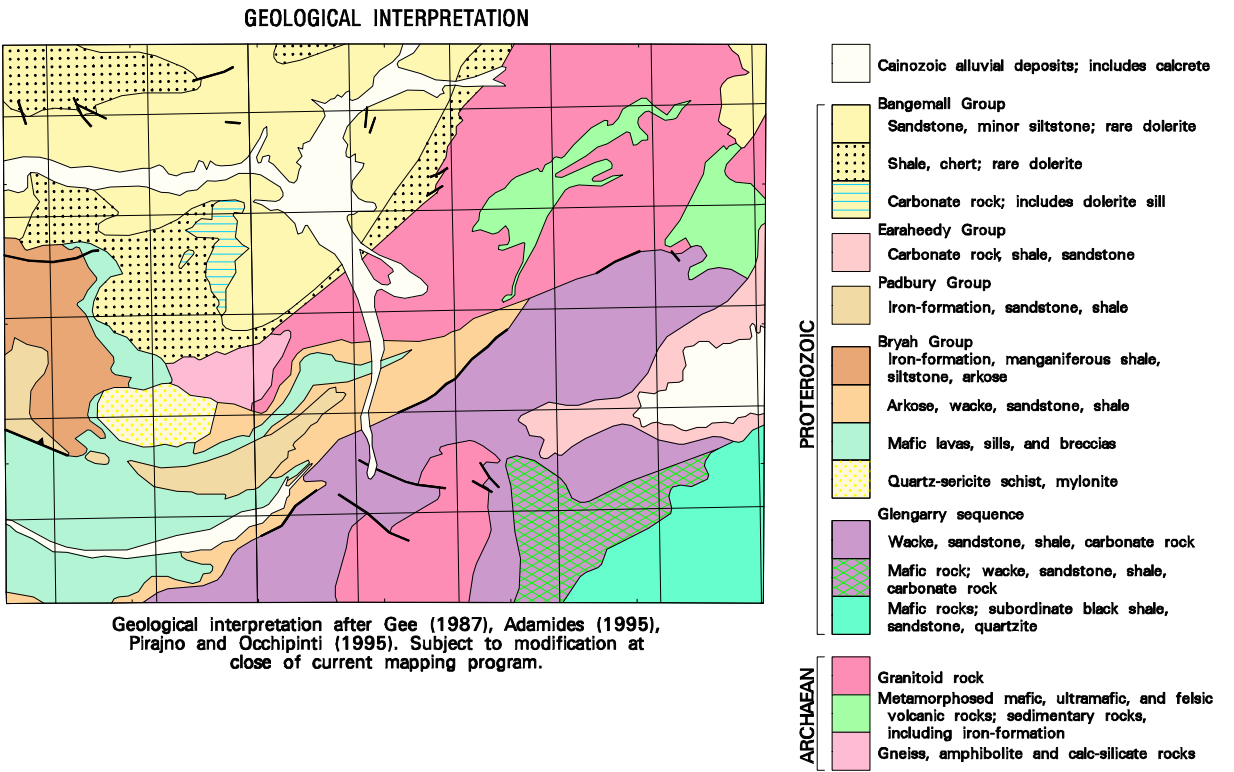 GEOLOGICAL INTERPRETATION
Geological interpretation after Gee (1987), Adamides (1995),
Pirajno and Occhipinti (1995). Subject to modification at
close of current mapping program.
Cainozoic alluvial deposits; includes calcrete
PROTEROZOIC
Bangemall Group
Sandstone, minor siltstone; rare dolerite
Shale, chert; rare dolerite
Carbonate rock; includes dolerite sill
Earaheedy Group
Carbonate rock, shale, sandstone
Padbury Group
Iron-formation, sandstone, shale
Bryah Group
Iron-formation, manganiferous shale,
siltstone, arkose
Arkose, wacke, sandstone, shale
Mafic lavas, sills, and breccias
Quartz-sericite schist, mylonite
Glengarry sequence
Wacke, sandstone, shale, carbonate rock
Mafic rock; wacke, sandstone, shale,
carbonate rock
Mafic rocks; subordinate black shale,
sandstone, quartzite
ARCHAEAN
Granitoid rock
Metamorphosed mafic, ultramafic, and felsic
volcanic rocks; sedimentary rocks,
including iron-formation
Gneiss, amphibolite and calc-silicate rocks